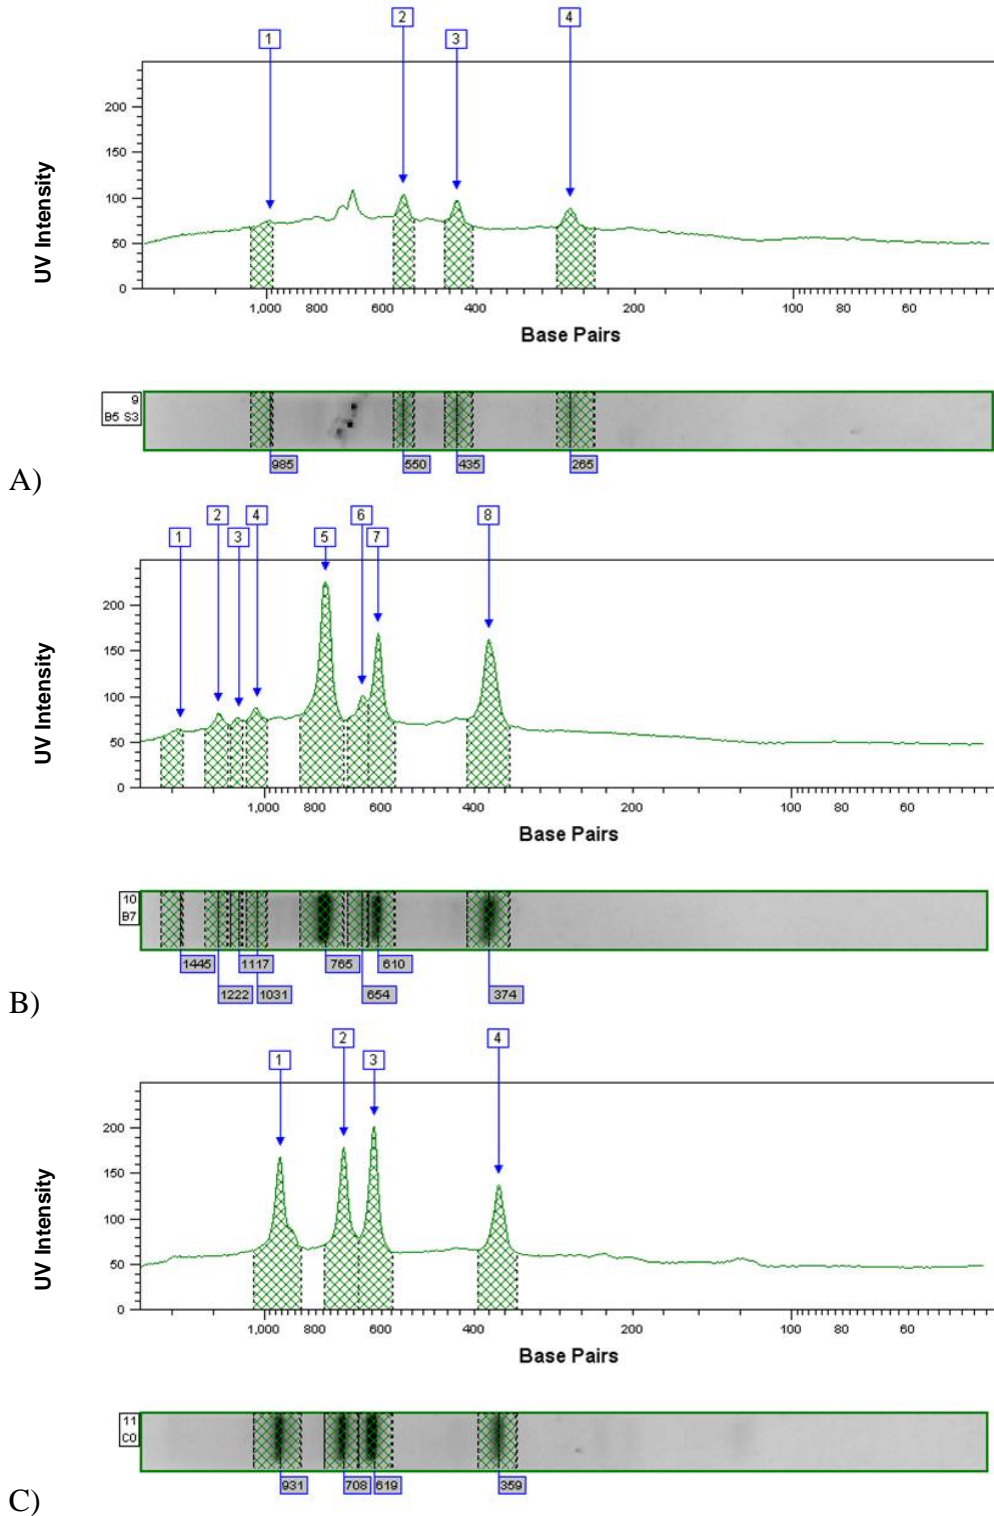 1 2 3 4
UV Intensity
200
150
100
50
0
1,000 800 600 400 200 100 80 60
Base Pairs
9
B5 S3
985 550 435 265
A)
1 2 3 4 5 6 7 8
UV Intensity
200
150
100
50
0
1,000 800 600 400 200 100 80 60
Base Pairs
10
B7
1445 1117 765 610
1222 1031 654 374
B)
1 2 3 4
UV Intensity
200
150
100
50
0
1,000 800 600 400 200 100 80 60
Base Pairs
11
C0
931 708 619 359
C)